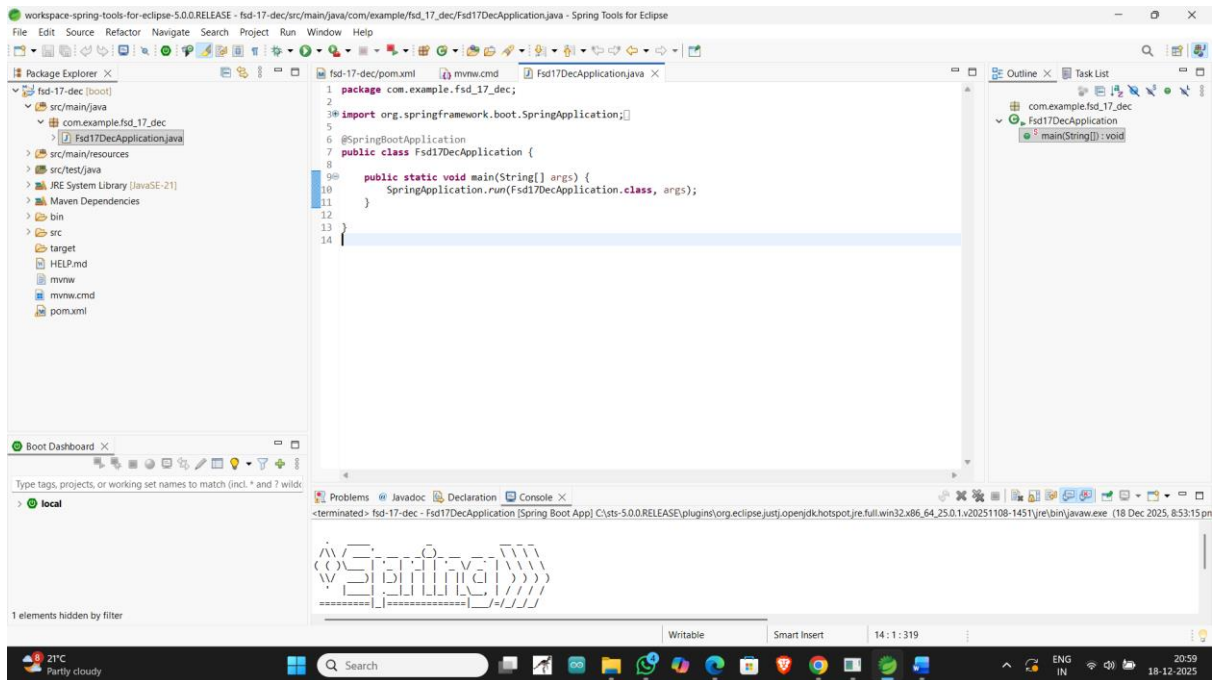 workspace-spring-tools-for-eclipse-5.0.0.RELEASE - fsd-17-dec/src/main/java/com/example/fsd_17_dec/Fsd17DecApplication.java - Spring Tools for Eclipse
File Edit Source Refactor Navigate Search Project Run Window Help
Package Explorer
fsd-17-dec [boot]
src/main/java
com.example.fsd_17_dec
Fsd17DecApplication.java
src/main/resources
src/test/java
JRE System Library [JavaSE-21]
Maven Dependencies
bin
src
target
HELP.md
mvnw
mvnw.cmd
pom.xml
fsd-17-dec/pom.xml mvnw.cmd Fsd17DecApplication.java
1 package com.example.fsd_17_dec;
2
3 import org.springframework.boot.SpringApplication;
5
6 @SpringBootApplication
7 public class Fsd17DecApplication {
8
9 public static void main(String[] args) {
10 SpringApplication.run(Fsd17DecApplication.class, args);
11 }
12
13 }
14
Outline Task List
com.example.fsd_17_dec
Fsd17DecApplication
main(String[]) : void
Boot Dashboard
Type tags, projects, or working set names to match (incl. * and ? wildc
local
1 elements hidden by filter
Problems Javadoc Declaration Console
<terminated> fsd-17-dec - Fsd17DecApplication [Spring Boot App] C:\sts-5.0.0.RELEASE\plugins\org.eclipse.justj.openjdk.hotspot.jre.full.win32.x86_64_25.0.1.v20251108-1451\jre\bin\javaw.exe (18 Dec 2025, 8:53:15 pm
Spring
Writable Smart Insert 14 : 1 : 319
8
21°C
Partly cloudy
Search
4
ENG
IN
20:59
18-12-2025